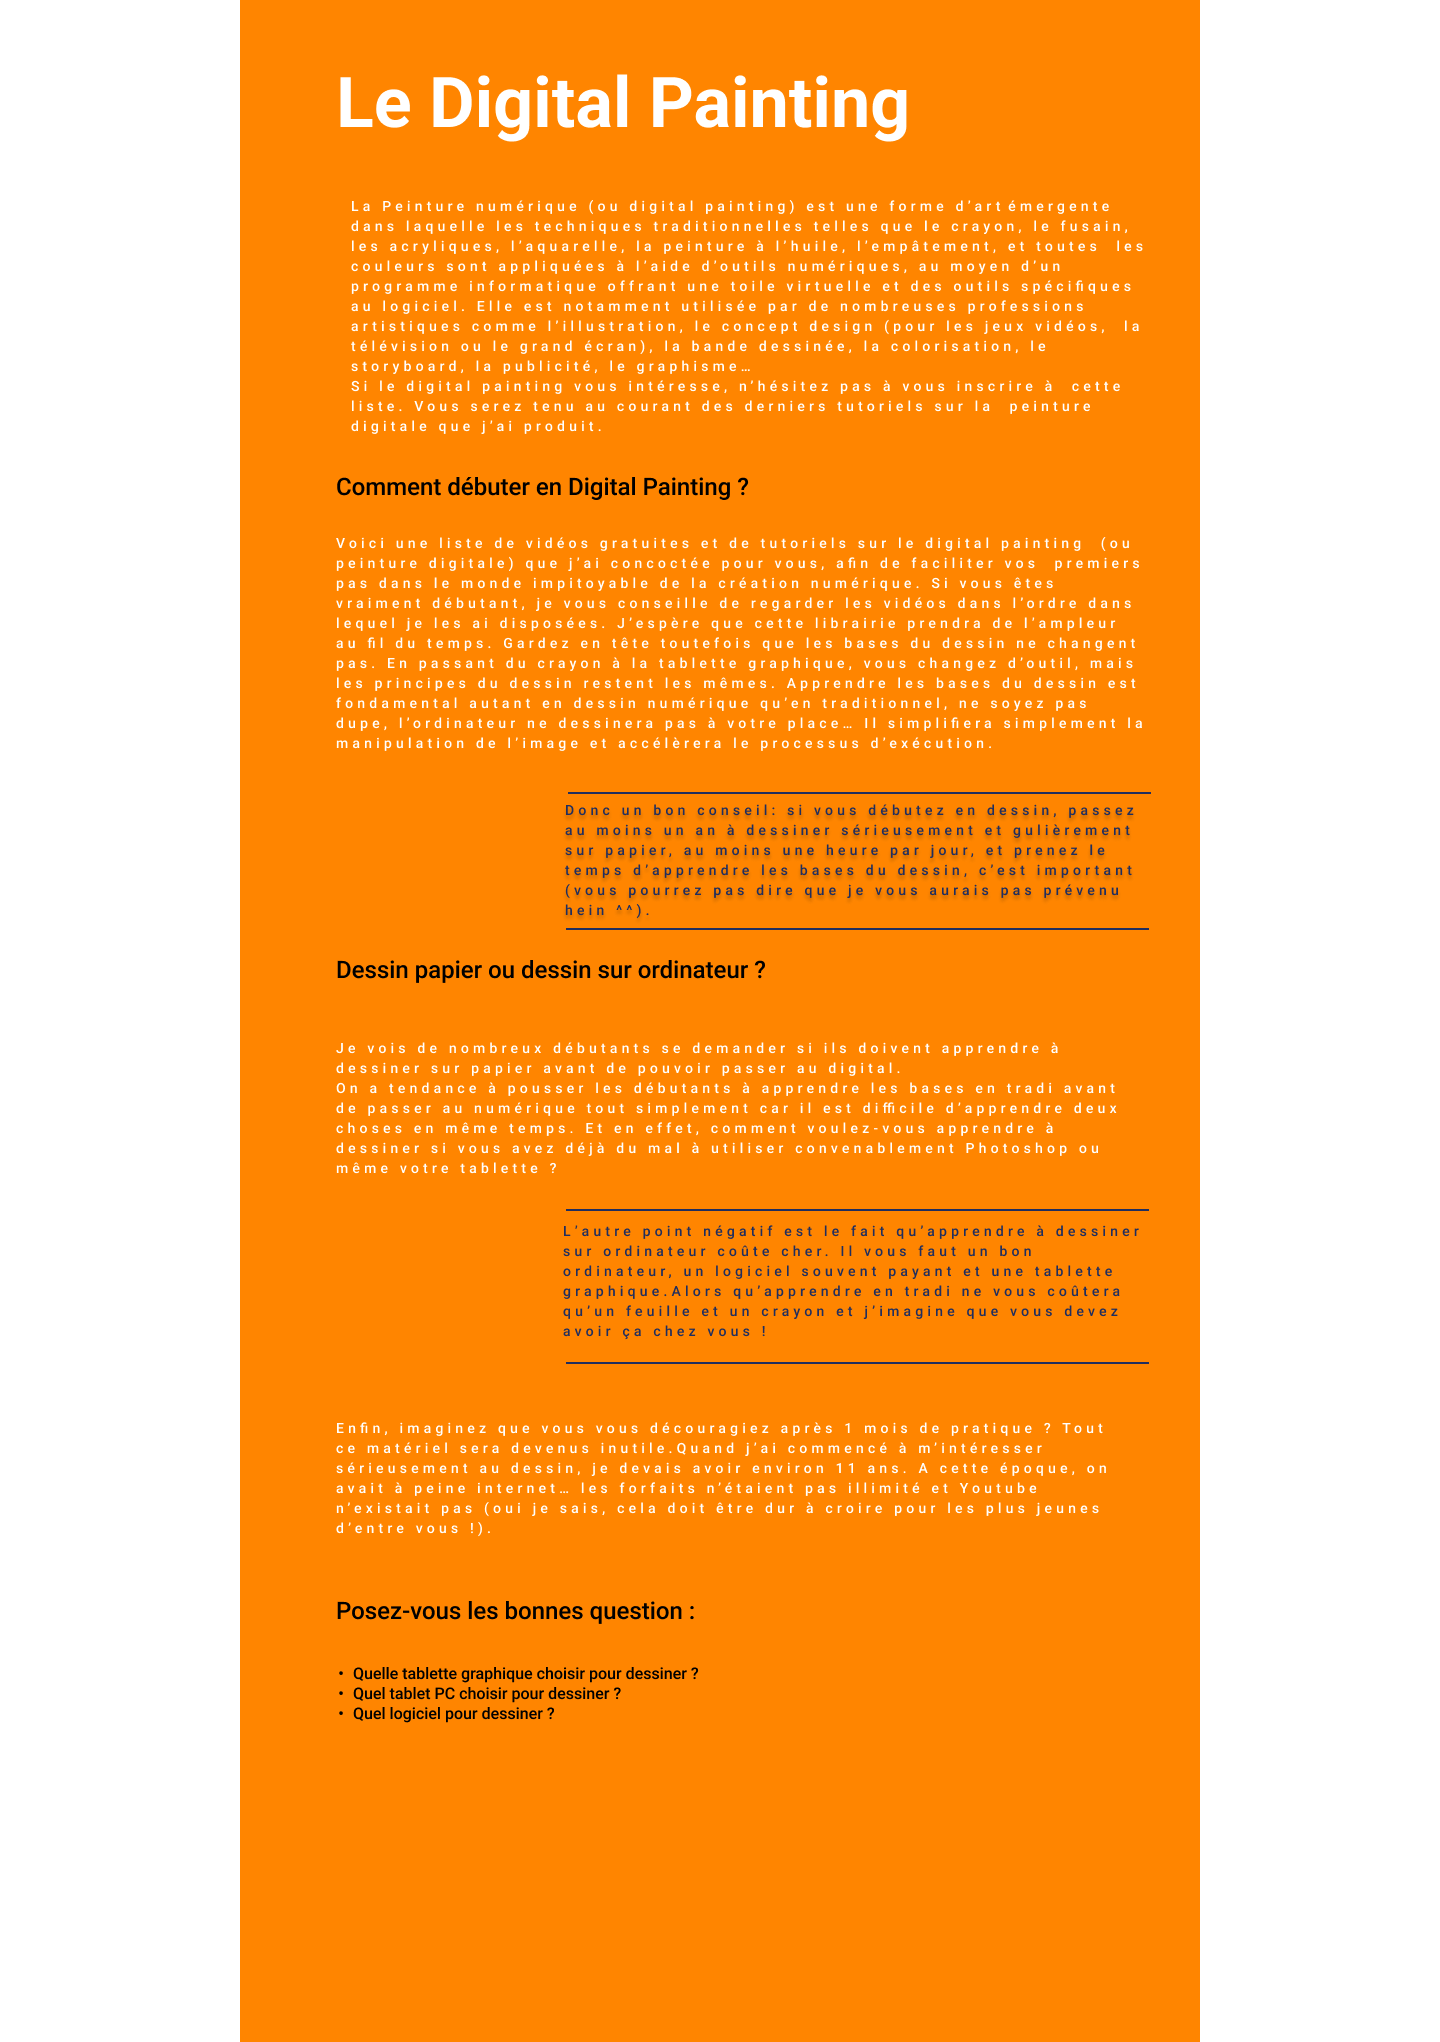 Le Digital Painting
La Peinture numérique (ou digital painting) est une forme d’art émergente
dans laquelle les techniques traditionnelles telles que le crayon, le fusain,
les acryliques, l’aquarelle, la peinture à l’huile, l’empâtement, et toutes les
couleurs sont appliquées à l’aide d’outils numériques, au moyen d’un
programme informatique offrant une toile virtuelle et des outils spécifiques
au logiciel. Elle est notamment utilisée par de nombreuses professions
artistiques comme l’illustration, le concept design (pour les jeux vidéos, la
télévision ou le grand écran), la bande dessinée, la colorisation, le
storyboard, la publicité, le graphisme…
Si le digital painting vous intéresse, n’hésitez pas à vous inscrire à cette
liste. Vous serez tenu au courant des derniers tutoriels sur la peinture
digitale que j’ai produit.
Comment débuter en Digital Painting ?
Voici une liste de vidéos gratuites et de tutoriels sur le digital painting (ou
peinture digitale) que j’ai concoctée pour vous, afin de faciliter vos premiers
pas dans le monde impitoyable de la création numérique. Si vous êtes
vraiment débutant, je vous conseille de regarder les vidéos dans l’ordre dans
lequel je les ai disposées. J’espère que cette librairie prendra de l’ampleur
au fil du temps. Gardez en tête toutefois que les bases du dessin ne changent
pas. En passant du crayon à la tablette graphique, vous changez d’outil, mais
les principes du dessin restent les mêmes. Apprendre les bases du dessin est
fondamental autant en dessin numérique qu’en traditionnel, ne soyez pas
dupe, l’ordinateur ne dessinera pas à votre place… Il simplifiera simplement la
manipulation de l’image et accélèrera le processus d’exécution.
Donc un bon conseil: si vous débutez en dessin, passez
au moins un an à dessiner sérieusement et gulièrement
sur papier, au moins une heure par jour, et prenez le
temps d’apprendre les bases du dessin, c’est important
(vous pourrez pas dire que je vous aurais pas prévenu
hein ^^).
Dessin papier ou dessin sur ordinateur ?
Je vois de nombreux débutants se demander si ils doivent apprendre à
dessiner sur papier avant de pouvoir passer au digital.
On a tendance à pousser les débutants à apprendre les bases en tradi avant
de passer au numérique tout simplement car il est difficile d’apprendre deux
choses en même temps. Et en effet, comment voulez-vous apprendre à
dessiner si vous avez déjà du mal à utiliser convenablement Photoshop ou
même votre tablette ?
L’autre point négatif est le fait qu’apprendre à dessiner
sur ordinateur coûte cher. Il vous faut un bon
ordinateur, un logiciel souvent payant et une tablette
graphique.Alors qu’apprendre en tradi ne vous coûtera
qu’un feuille et un crayon et j’imagine que vous devez
avoir ça chez vous !
Enfin, imaginez que vous vous découragiez après 1 mois de pratique ? Tout
ce matériel sera devenus inutile.Quand j’ai commencé à m’intéresser
sérieusement au dessin, je devais avoir environ 11 ans. A cette époque, on
avait à peine internet… les forfaits n’étaient pas illimité et Youtube
n’existait pas (oui je sais, cela doit être dur à croire pour les plus jeunes
d’entre vous !).
Posez-vous les bonnes question :
• Quelle tablette graphique choisir pour dessiner ?
• Quel tablet PC choisir pour dessiner ?
• Quel logiciel pour dessiner ?